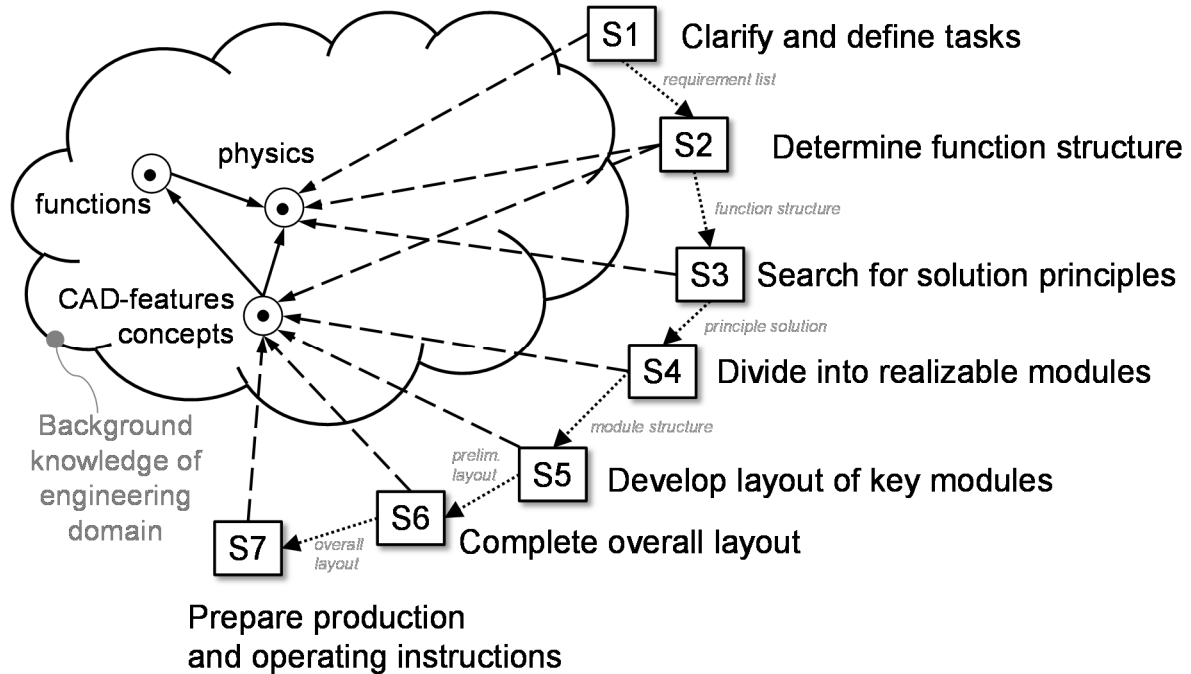 S1 Clarify and define tasks
requirement list
S2 Determine function structure
physics
functions
function structure
S3 Search for solution principles
CAD-features
concepts
principle solution
S4 Divide into realizable modules
Background
knowledge of
engineering
domain
module structure
prelim.
layout
S5 Develop layout of key modules
S6 Complete overall layout
overall
layout
S7
Prepare production
and operating instructions